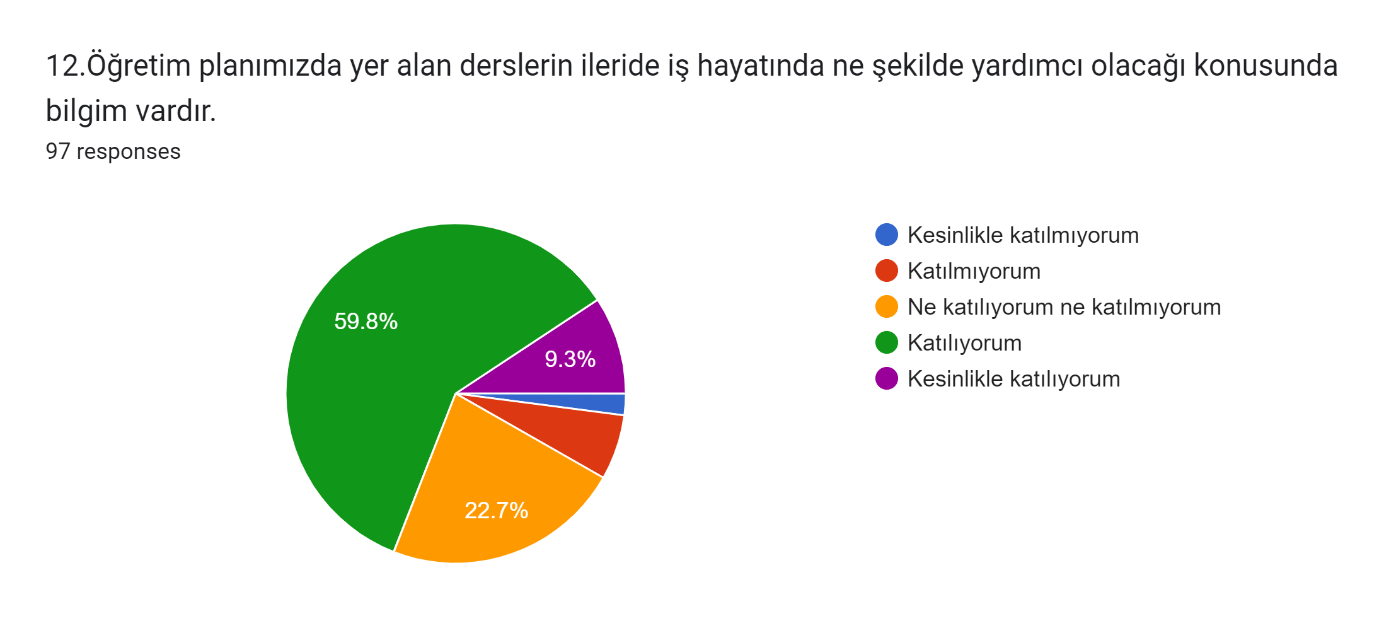 12.Öğretim planımızda yer alan derslerin ileride iş hayatında ne şekilde yardımcı olacağı konusunda
bilgim vardır.
97 responses
59.8%
9.3%
22.7%
Kesinlikle katılmıyorum
Katılmıyorum
Ne katılıyorum ne katılmıyorum
Katılıyorum
Kesinlikle katılıyorum